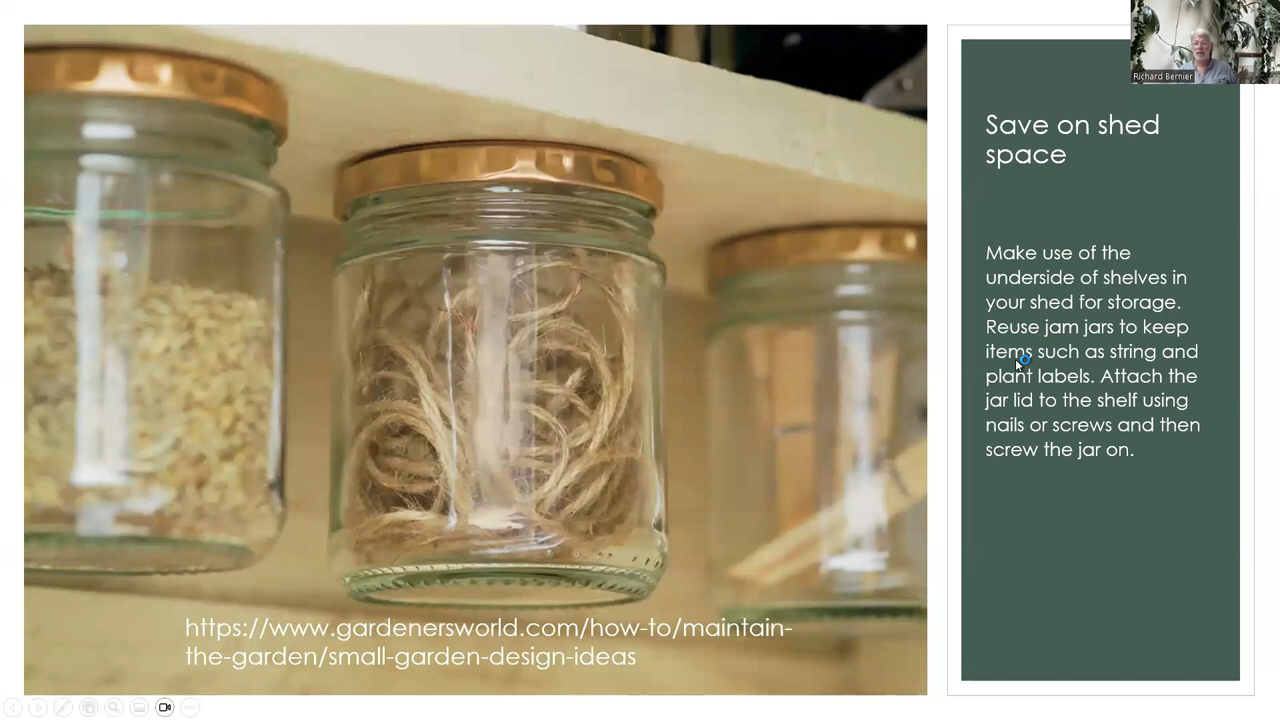 Richard Bernier
Save on shed
space
Make use of the
underside of shelves in
your shed for storage.
Reuse jam jars to keep
items such as string and
plant labels. Attach the
jar lid to the shelf using
nails or screws and then
screw the jar on.
https://www.gardenersworld.com/how-to/maintain-
the-garden/small-garden-design-ideas